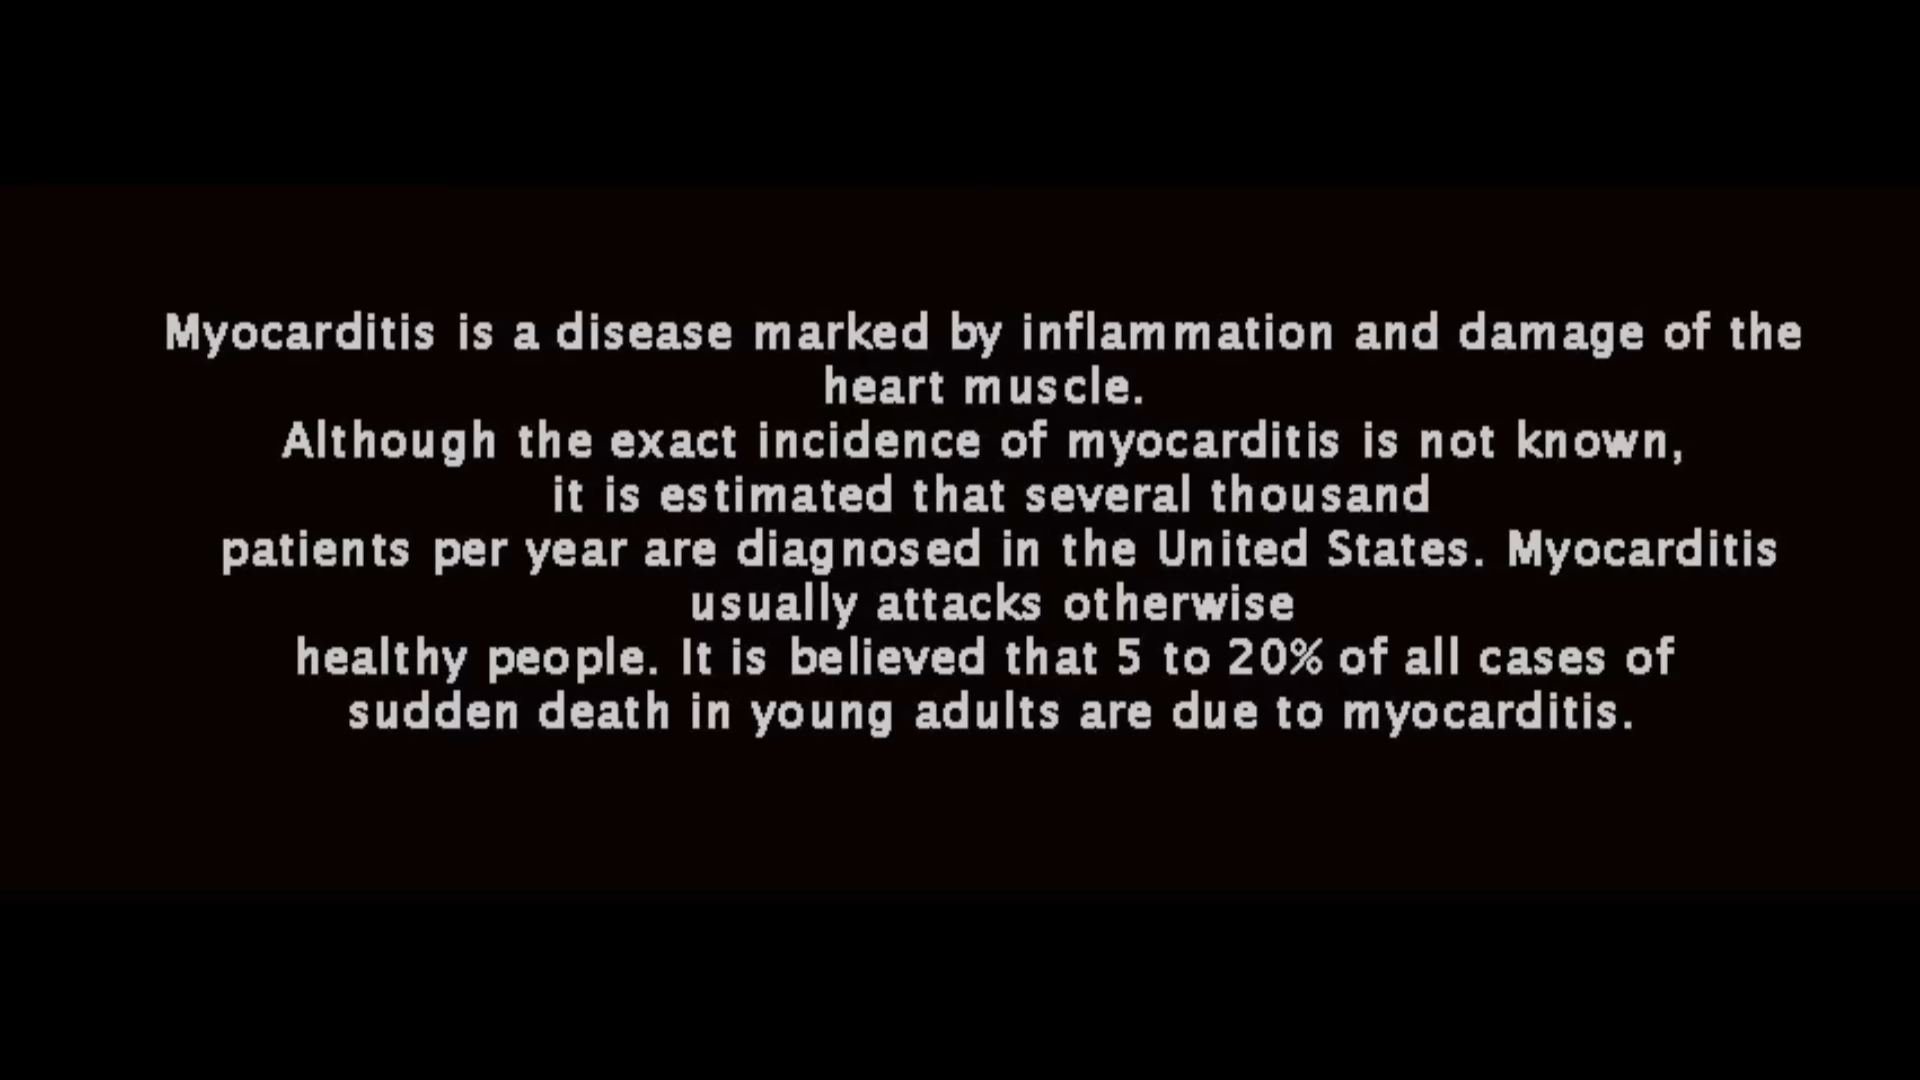 Myocarditis is a disease marked by inflammation and damage of the
heart muscle.
Although the exact incidence of myocarditis is not known,
it is estimated that several thousand
patients per year are diagnosed in the United States. Myocarditis
usually attacks otherwise
healthy people. It is believed that 5 to 20% of all cases of
sudden death in young adults are due to myocarditis.